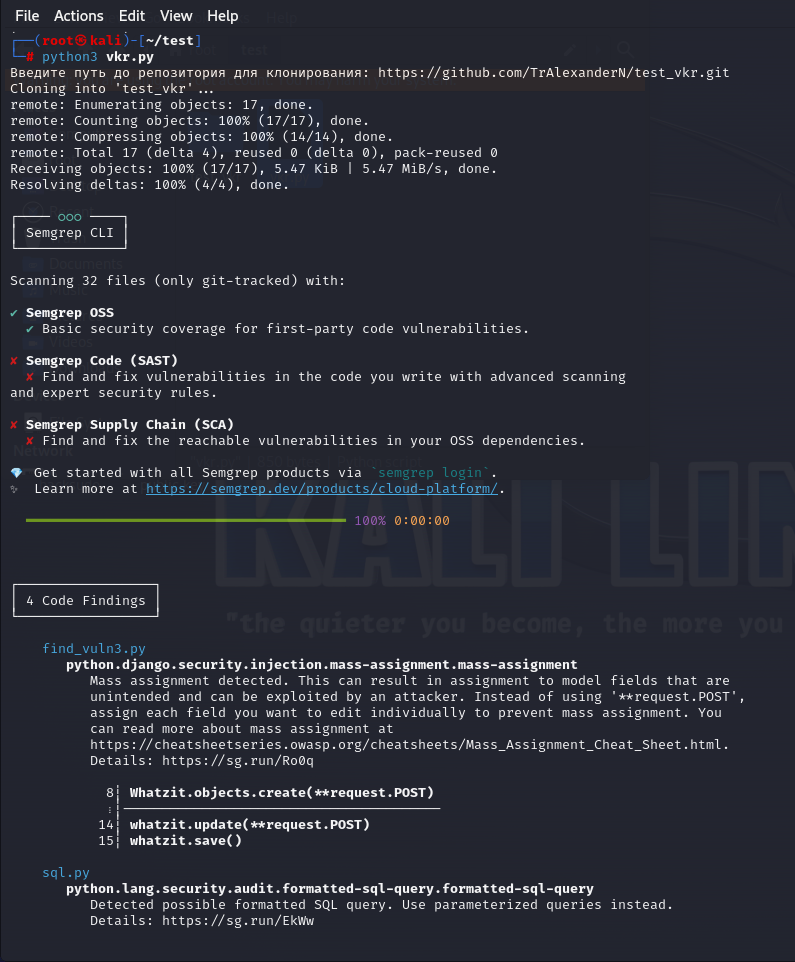 File Actions Edit View Help
(root㉿kali)-[~/test]
# python3 vkr.py
Введите путь до репозитория для клонирования: https://github.com/TrAlexanderN/test_vkr.git
Cloning into 'test_vkr'...
remote: Enumerating objects: 17, done.
remote: Counting objects: 100% (17/17), done.
remote: Compressing objects: 100% (14/14), done.
remote: Total 17 (delta 4), reused 0 (delta 0), pack-reused 0
Receiving objects: 100% (17/17), 5.47 KiB | 5.47 MiB/s, done.
Resolving deltas: 100% (4/4), done.
○○○
Semgrep CLI
Scanning 32 files (only git-tracked) with:
✔ Semgrep OSS
✔ Basic security coverage for first-party code vulnerabilities.
✘ Semgrep Code (SAST)
✘ Find and fix vulnerabilities in the code you write with advanced scanning
and expert security rules.
✘ Semgrep Supply Chain (SCA)
✘ Find and fix the reachable vulnerabilities in your OSS dependencies.
💎 Get started with all Semgrep products via `semgrep login`.
✨ Learn more at https://semgrep.dev/products/cloud-platform/.
100% 0:00:00
KALI LIN
4 Code Findings
"the quieter you become, the more you
find_vuln3.py
python.django.security.injection.mass-assignment.mass-assignment
Mass assignment detected. This can result in assignment to model fields that are
unintended and can be exploited by an attacker. Instead of using '**request.POST',
assign each field you want to edit individually to prevent mass assignment. You
can read more about mass assignment at
https://cheatsheetseries.owasp.org/cheatsheets/Mass_Assignment_Cheat_Sheet.html.
Details: https://sg.run/Ro0q
8┆ Whatzit.objects.create(**request.POST)
⋮┆----------------------------------------
14┆ whatzit.update(**request.POST)
15┆ whatzit.save()
sql.py
python.lang.security.audit.formatted-sql-query.formatted-sql-query
Detected possible formatted SQL query. Use parameterized queries instead.
Details: https://sg.run/EkWw